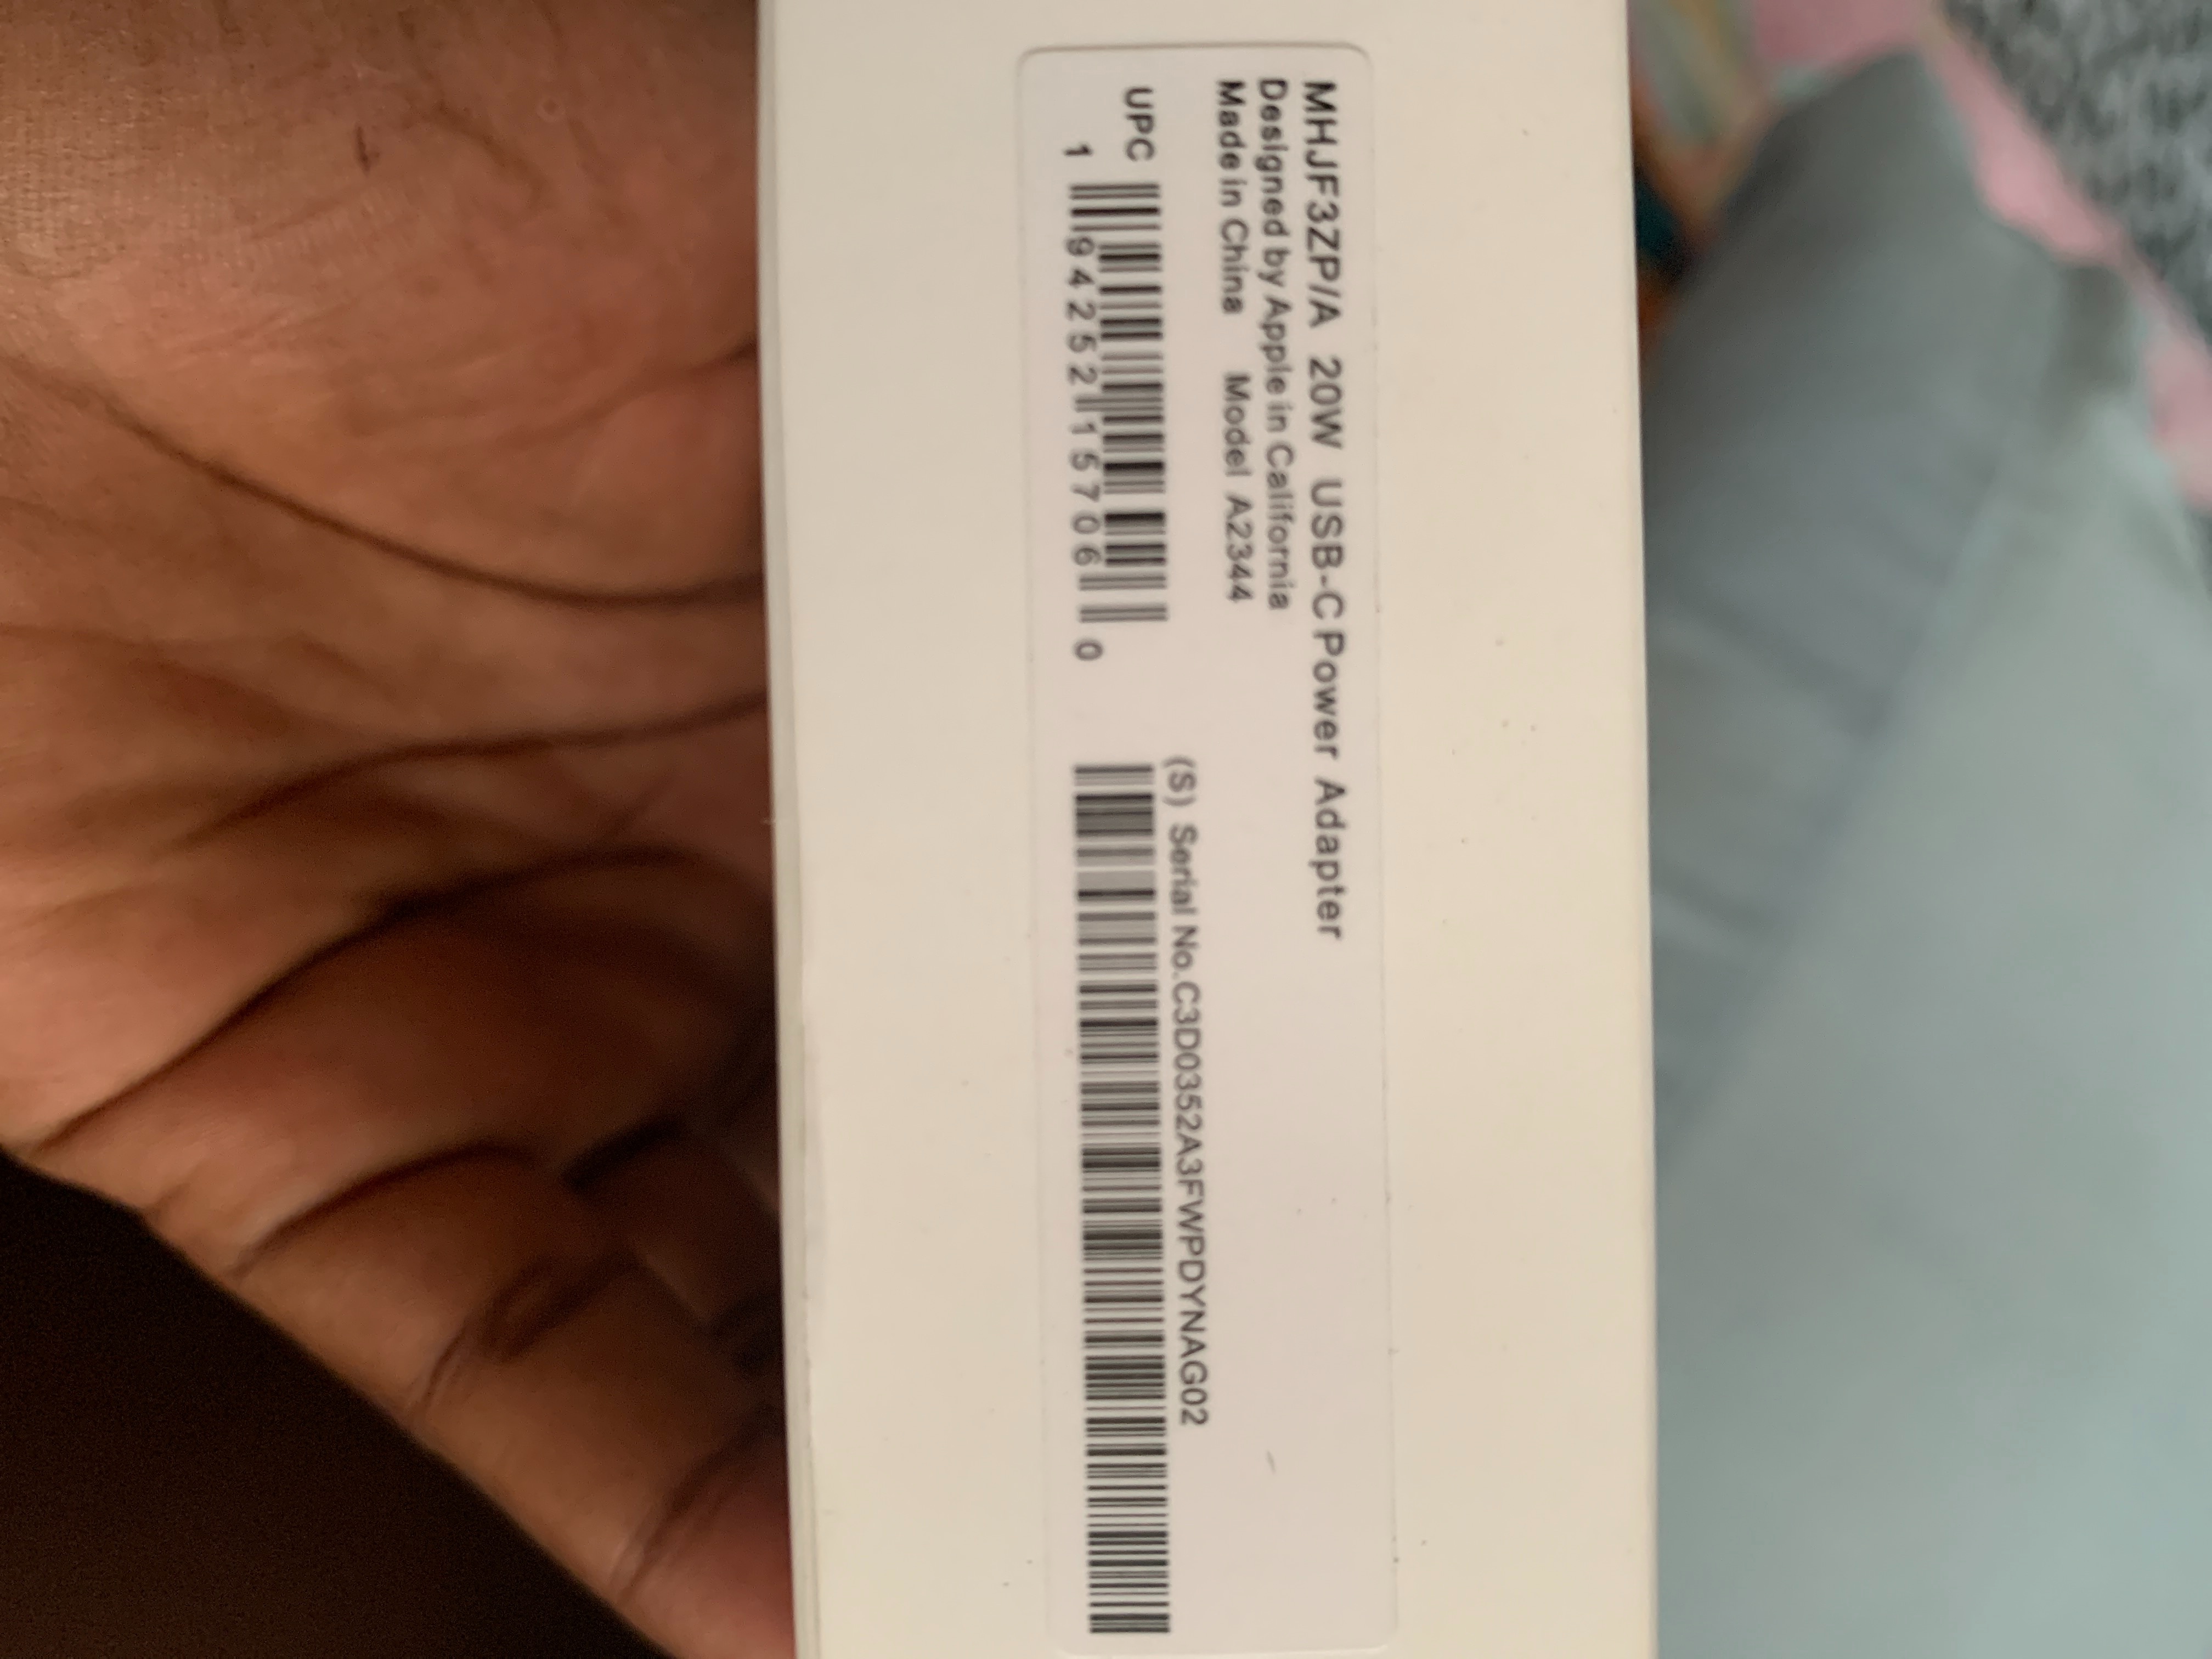 MHJF3ZP/A 20W USB-C Power Adapter
Designed by Apple in California
Made in China Model A2344
UPC
1 94252 15706 0
(S) Serial No.C3D0352A3FWPDYNAG02